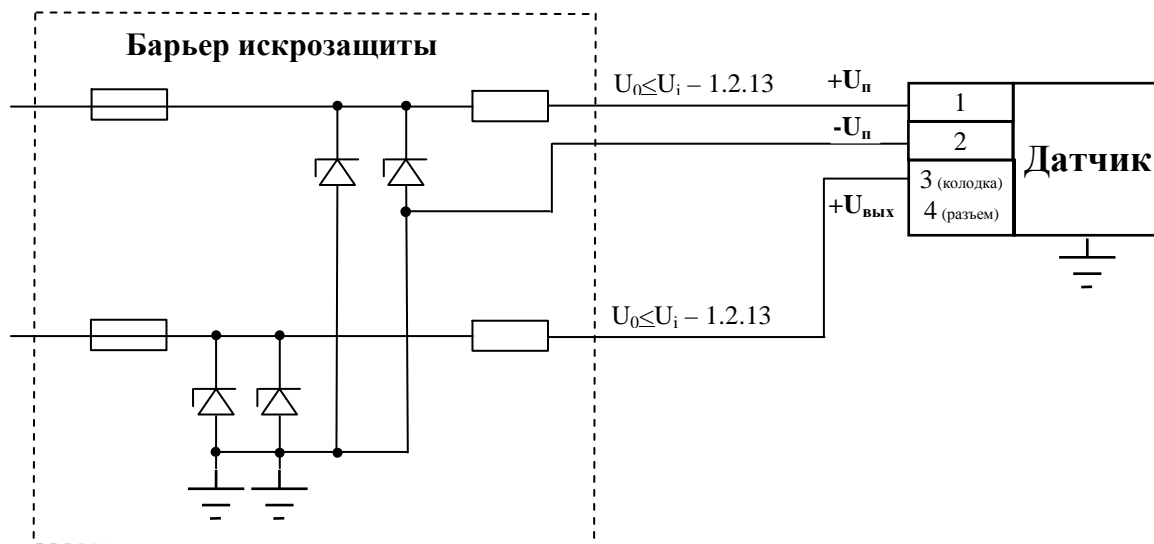 Барьер искрозащиты
U₀≤Uᵢ – 1.2.13
+Uп
-Uп
+Uвых
1
2
3 (колодка)
4 (разъем)
Датчик
U₀≤Uᵢ – 1.2.13